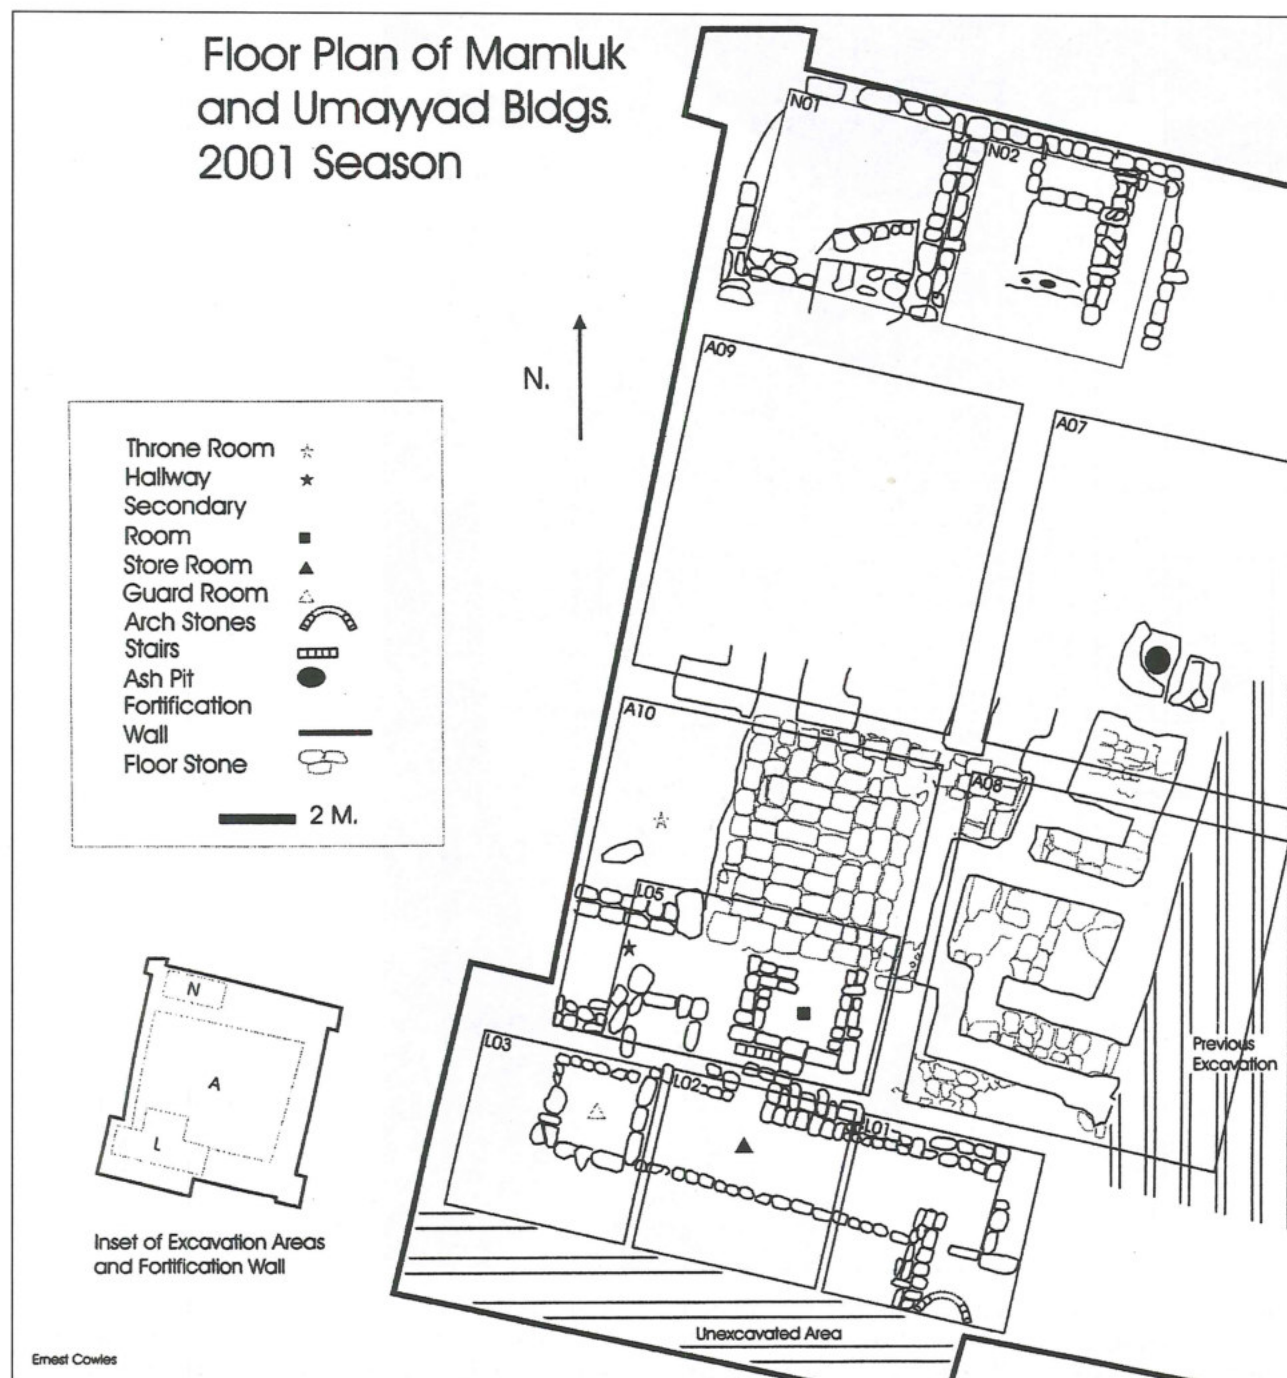 Floor Plan of Mamluk
and Umayyad Bldgs.
2001 Season
N01
N02
N.
A09
A07
Throne Room
Hallway
Secondary
Room
Store Room
Guard Room
Arch Stones
Stairs
Ash Pit
Fortification
Wall
Floor Stone
2 M.
A10
A08
L05
L03
L02
L01
Previous
Excavation
N
A
L
Inset of Excavation Areas
and Fortification Wall
Unexcavated Area
Ernest Cowles